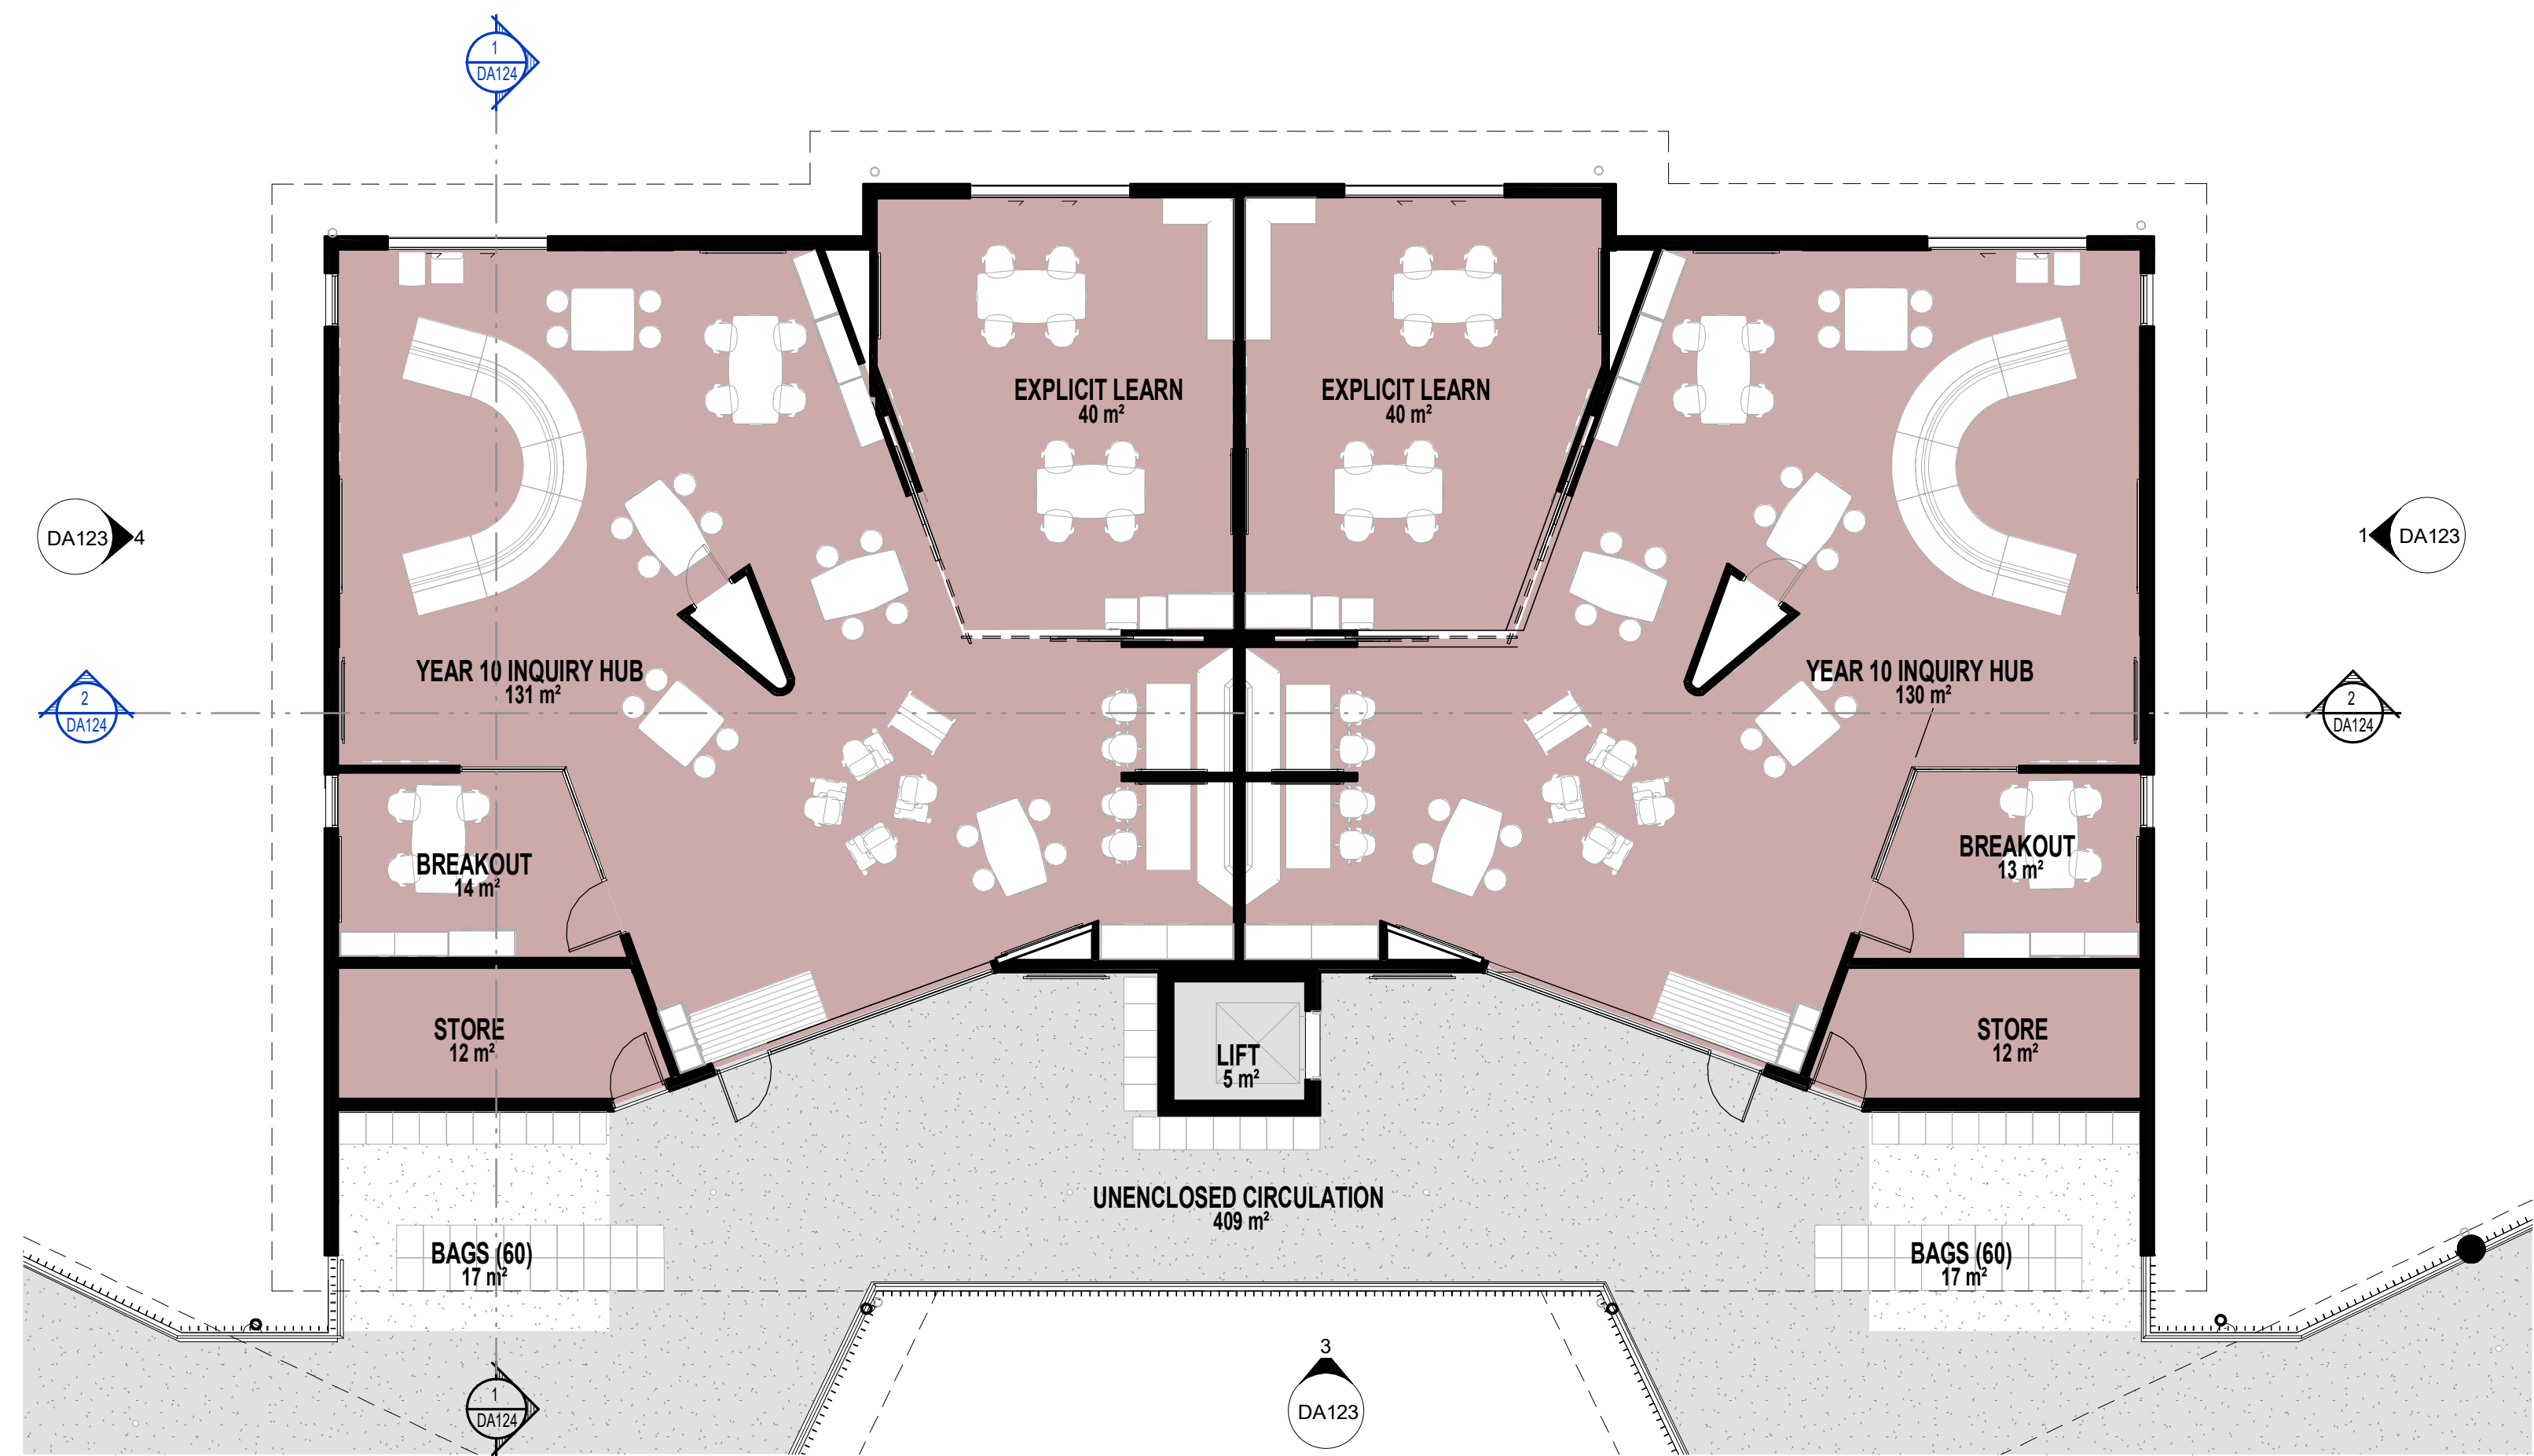 1
DA124
EXPLICIT LEARN
40 m²
EXPLICIT LEARN
40 m²
DA123
4
1
DA123
YEAR 10 INQUIRY HUB
131 m²
YEAR 10 INQUIRY HUB
130 m²
2
DA124
2
DA124
BREAKOUT
14 m²
BREAKOUT
13 m²
STORE
12 m²
LIFT
5 m²
STORE
12 m²
UNENCLOSED CIRCULATION
409 m²
BAGS (60)
17 m²
BAGS (60)
17 m²
3
DA123
1
DA124